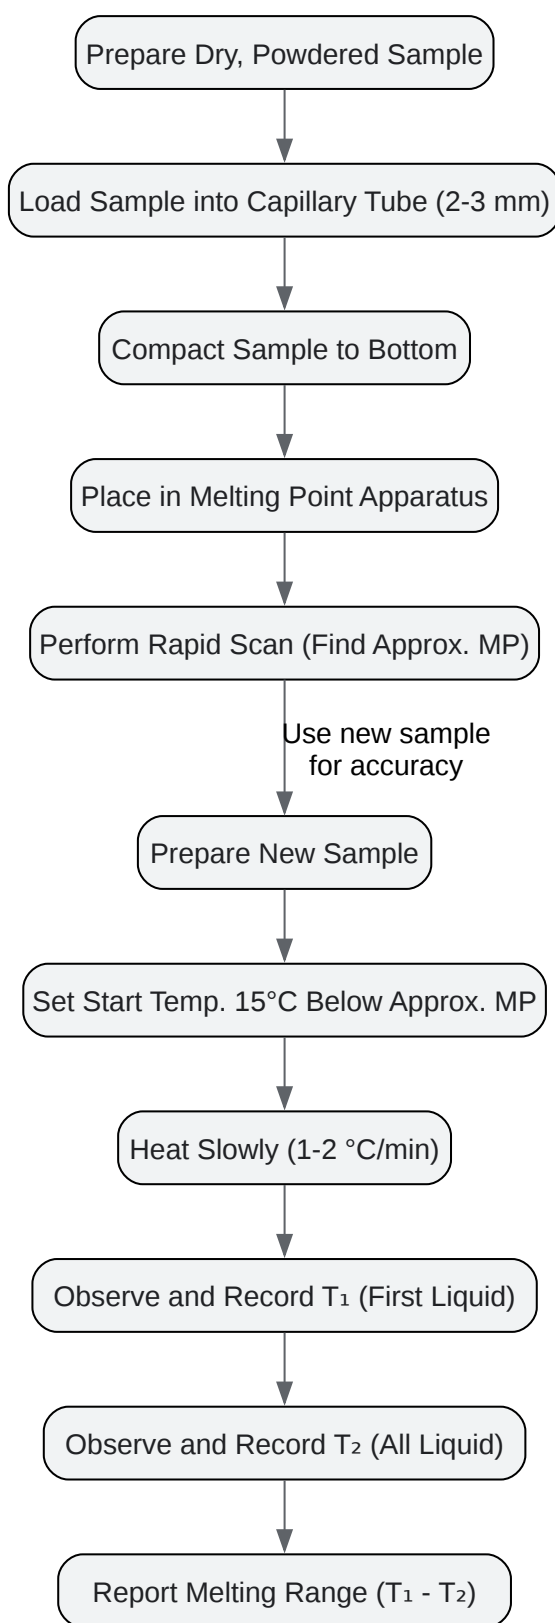 Prepare Dry, Powdered Sample
Load Sample into Capillary Tube (2-3 mm)
Compact Sample to Bottom
Place in Melting Point Apparatus
Perform Rapid Scan (Find Approx. MP)
Use new sample
for accuracy
Prepare New Sample
Set Start Temp. 15°C Below Approx. MP
Heat Slowly (1-2 °C/min)
Observe and Record T₁ (First Liquid)
Observe and Record T₂ (All Liquid)
Report Melting Range (T₁ - T₂)